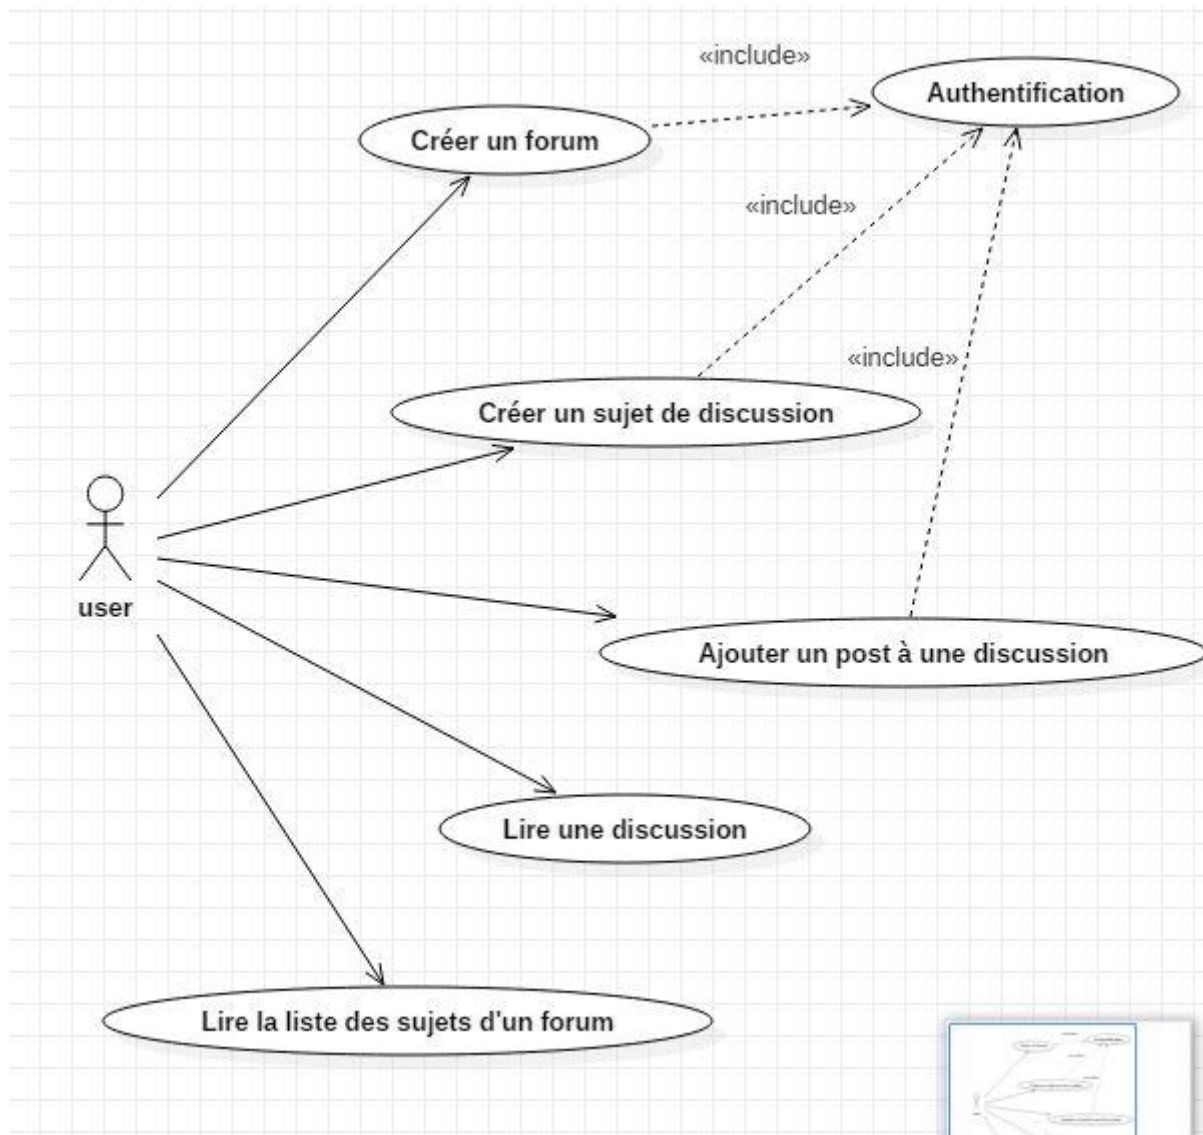 «include»
Authentification
Créer un forum
«include»
«include»
Créer un sujet de discussion
user
Ajouter un post à une discussion
Lire une discussion
Lire la liste des sujets d'un forum